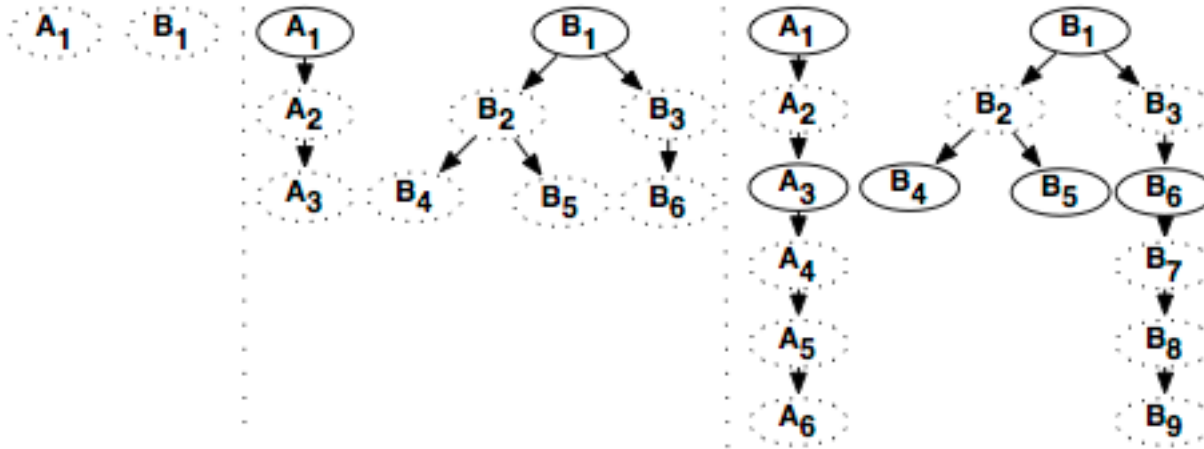 A1 B1 A1 B1 A1 B1
A2 B2 B3 A2 B2 B3
A3 B4 B5 B6 A3 B4 B5 B6
A4 B7
A5 B8
A6 B9